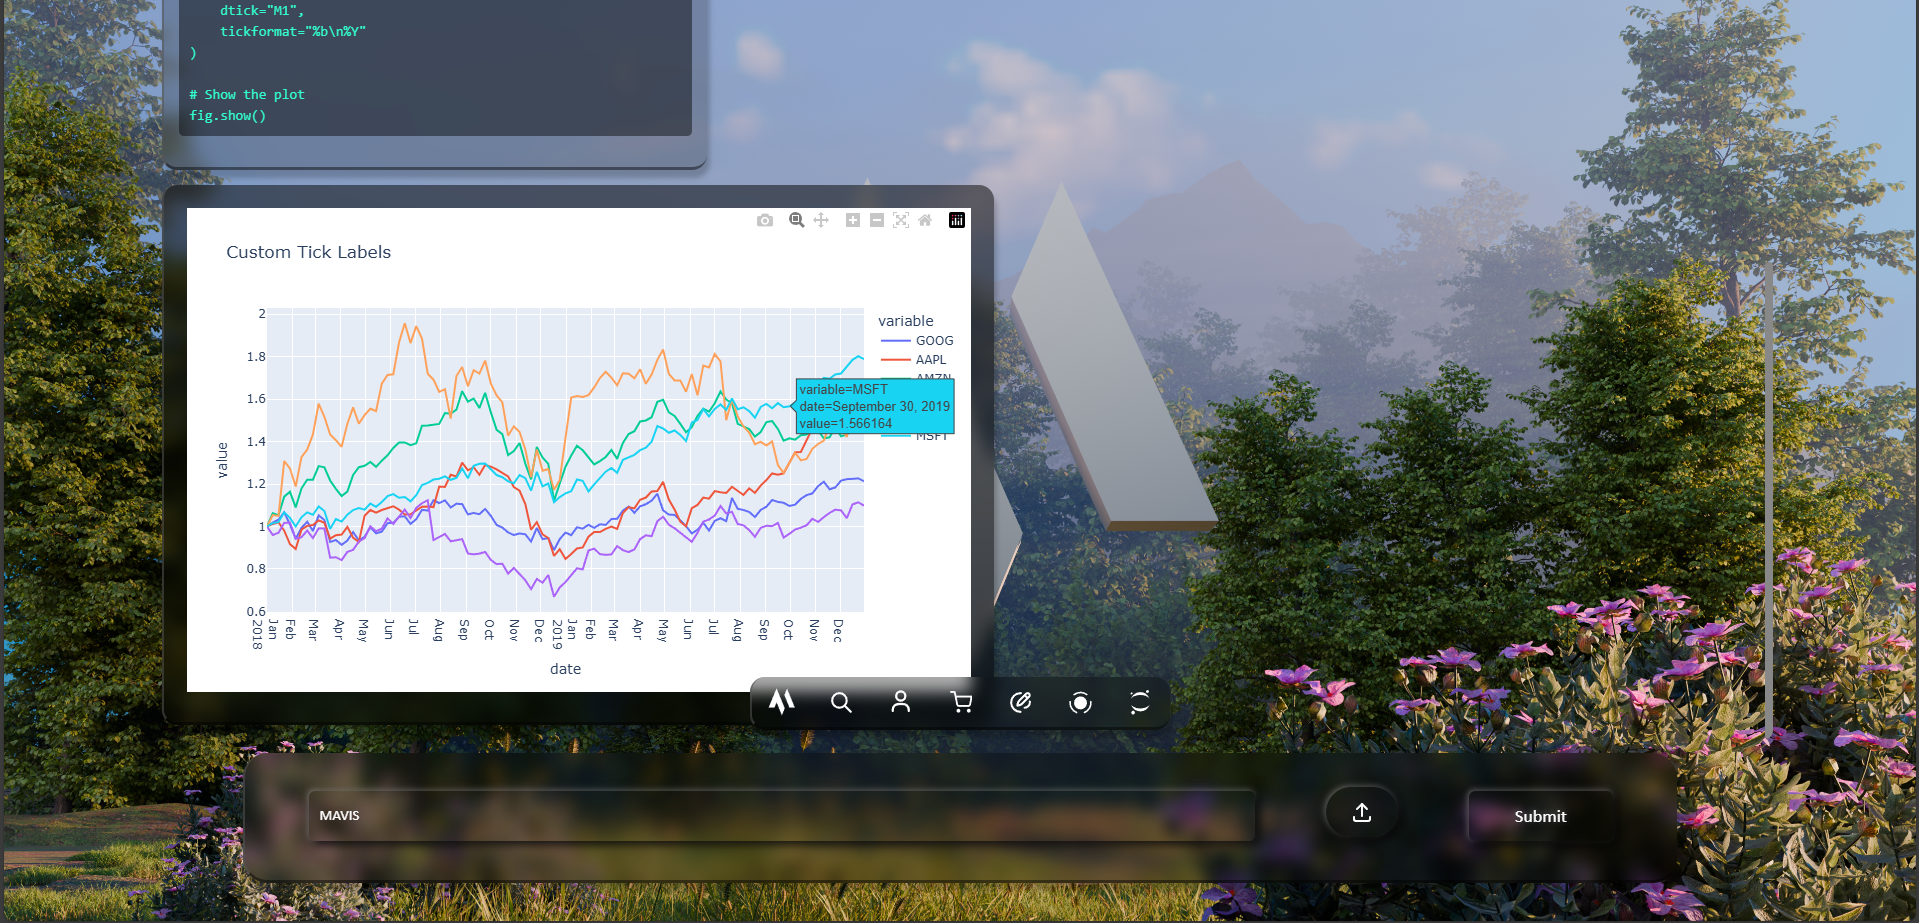 dtick="M1",
tickformat="%b\n%Y"
)
# Show the plot
fig.show()
Custom Tick Labels
variable
GOOG
AAPL
AMZN
variable=MSFT
date=September 30, 2019
value=1.566164
MSFT
value
2
1.8
1.6
1.4
1.2
1
0.8
0.6
Jan Feb Mar Apr May Jun Jul Aug Sep Oct Nov Dec Jan Feb Mar Apr May Jun Jul Aug Sep Oct Nov Dec
2018 2019
date
MAVIS
Submit